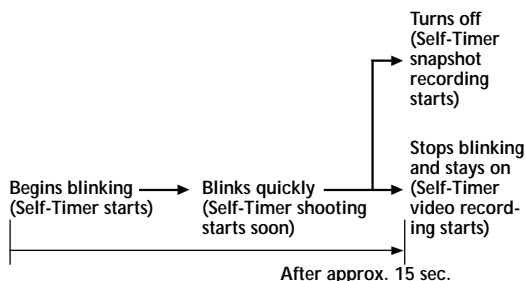 Turns off
(Self-Timer
snapshot
recording
starts)
Begins blinking
(Self-Timer starts)
Blinks quickly
(Self-Timer shooting
starts soon)
Stops blinking
and stays on
(Self-Timer
video record-
ing starts)
After approx. 15 sec.